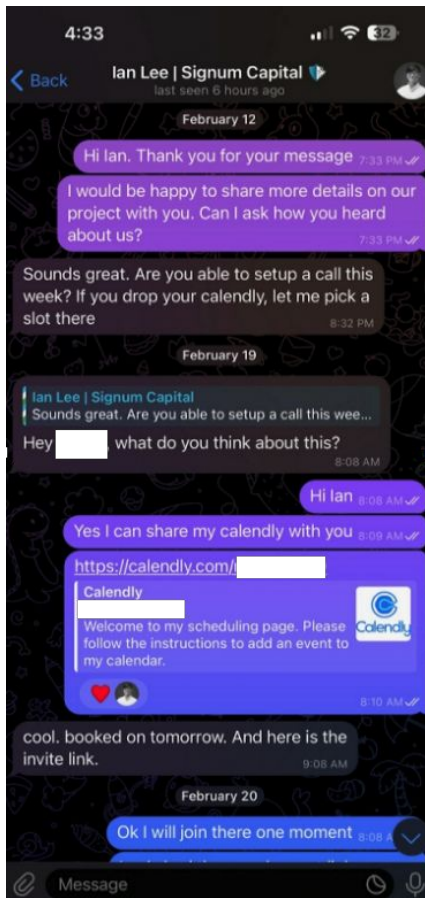 4:33
32
Back
Ian Lee | Signum Capital
last seen 6 hours ago
February 12
Hi Ian. Thank you for your message 7:33 PM
I would be happy to share more details on our
project with you. Can I ask how you heard
about us?
7:33 PM
Sounds great. Are you able to setup a call this
week? If you drop your calendly, let me pick a
slot there
8:32 PM
February 19
Ian Lee | Signum Capital
Sounds great. Are you able to setup a call this wee...
Hey , what do you think about this?
8:08 AM
Hi Ian 8:08 AM
Yes I can share my calendly with you 8:09 AM
https://calendly.com/
Calendly
Welcome to my scheduling page. Please
follow the instructions to add an event to
my calendar.
Calendly
8:10 AM
cool. booked on tomorrow. And here is the
invite link.
9:08 AM
February 20
Ok I will join there one moment 8:08 A
Message